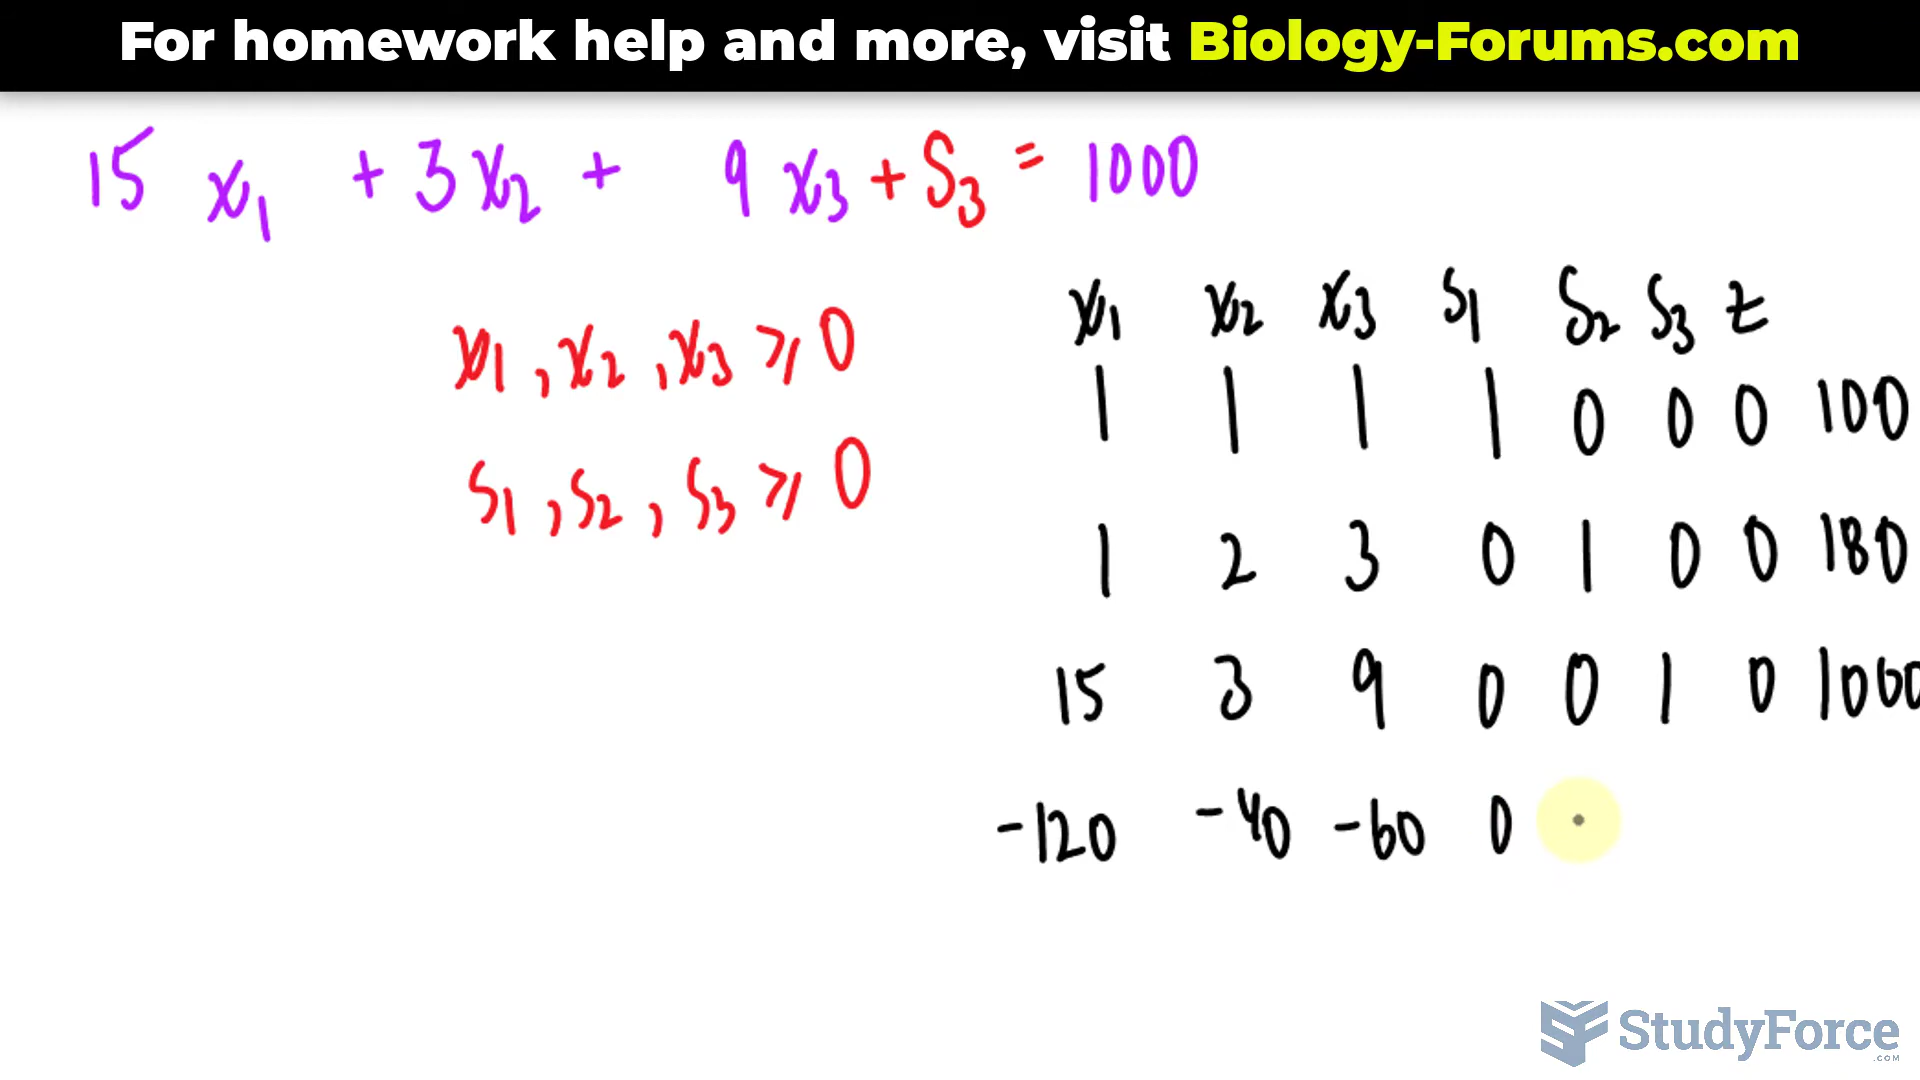 For homework help and more, visit Biology-Forums.com
15 x1 + 3x2 + 9 x3 + S3 = 1000
x1, x2, x3 ⩾ 0
S1, S2, S3 ⩾ 0
x1 x2 x3 S1 S2 S3 z
1 1 1 1 0 0 0 100
1 2 3 0 1 0 0 180
15 3 9 0 0 1 0 1000
-120 -40 -60 0
StudyForce
.COM